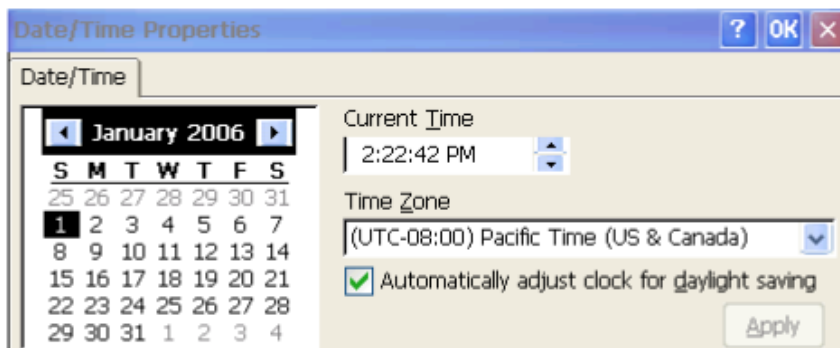 Date/Time Properties ? OK ×
Date/Time
January 2006
S M T W T F S
25 26 27 28 29 30 31
1 2 3 4 5 6 7
8 9 10 11 12 13 14
15 16 17 18 19 20 21
22 23 24 25 26 27 28
29 30 31 1 2 3 4
Current Time
2:22:42 PM
Time Zone
(UTC-08:00) Pacific Time (US & Canada)
Automatically adjust clock for daylight saving
Apply